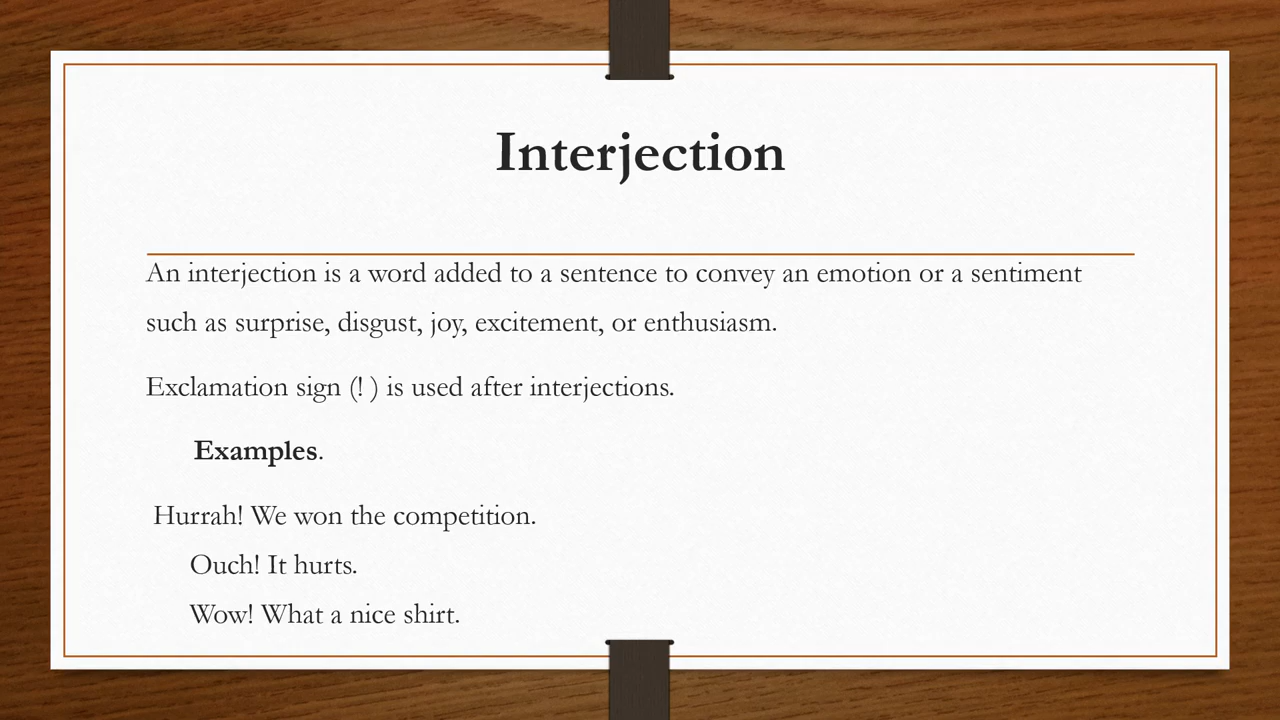 Interjection
An interjection is a word added to a sentence to convey an emotion or a sentiment
such as surprise, disgust, joy, excitement, or enthusiasm.
Exclamation sign (! ) is used after interjections.
Examples.
Hurrah! We won the competition.
Ouch! It hurts.
Wow! What a nice shirt.